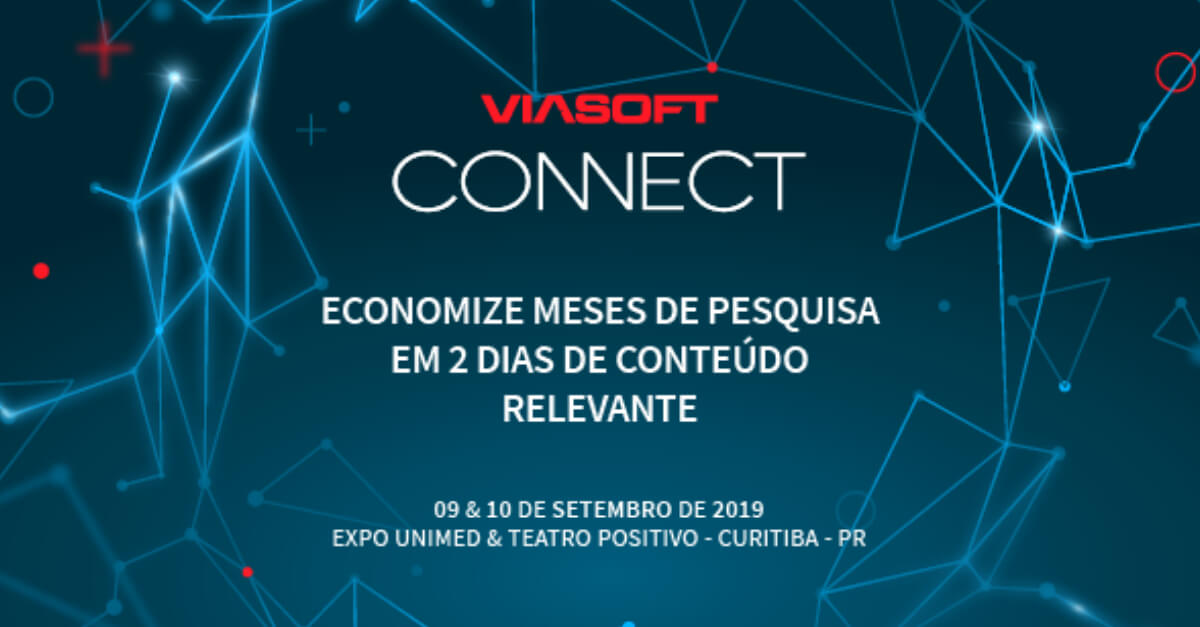 VIASOFT
CONNECT
ECONOMIZE MESES DE PESQUISA
EM 2 DIAS DE CONTEÚDO
RELEVANTE
09 & 10 DE SETEMBRO DE 2019
EXPO UNIMED & TEATRO POSITIVO - CURITIBA - PR